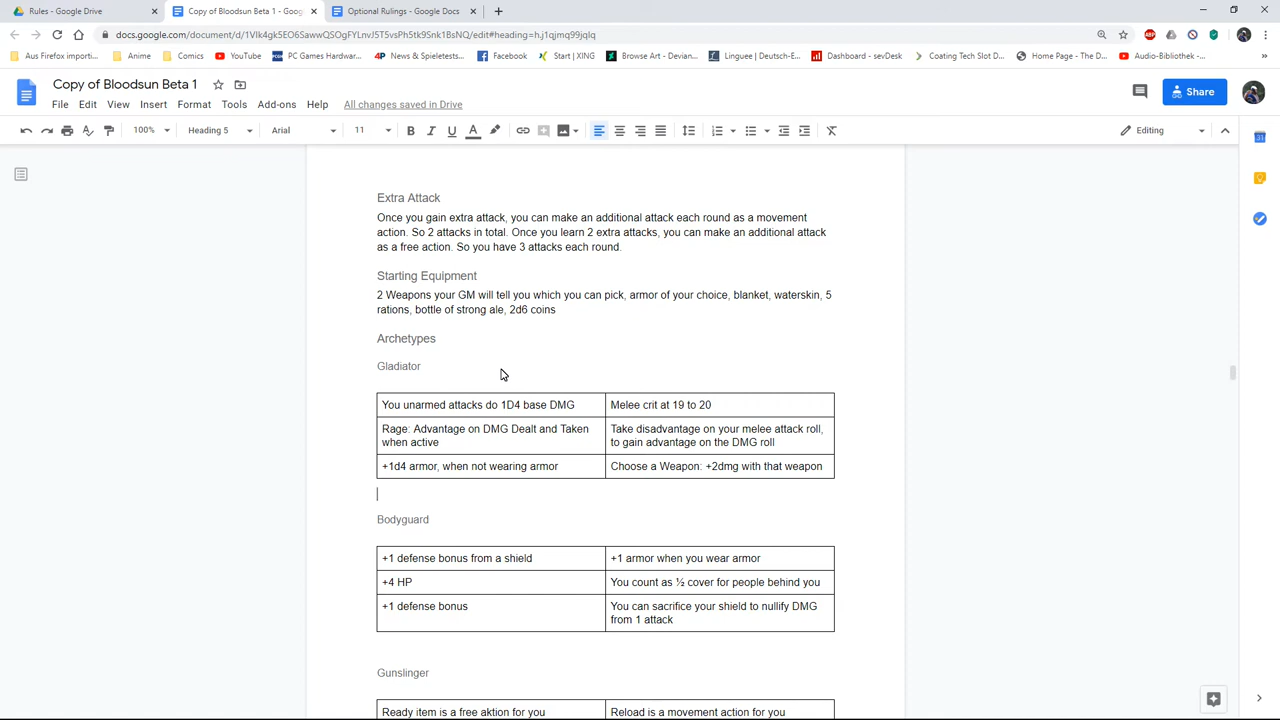 Rules - Google Drive
Copy of Bloodsun Beta 1 - Goog
Optional Rulings - Google Docs
docs.google.com/document/d/1VIk4gk5EO6SawwQSOgFYLnvJ5T5vsPh5tk9Snk1BsNQ/edit#heading=h.j1qjmq99jqlq
Aus Firefox importi...
Anime
Comics
YouTube
PC Games Hardwar...
News & Spieletests...
Facebook
Start | XING
Browse Art - Devian...
Linguee | Deutsch-E...
Dashboard - sevDesk
Coating Tech Slot D...
Home Page - The D...
Audio-Bibliothek -...
Copy of Bloodsun Beta 1
File Edit View Insert Format Tools Add-ons Help All changes saved in Drive
Share
100% Heading 5 Arial 11 Editing
Extra Attack
Once you gain extra attack, you can make an additional attack each round as a movement
action. So 2 attacks in total. Once you learn 2 extra attacks, you can make an additional attack
as a free action. So you have 3 attacks each round.
Starting Equipment
2 Weapons your GM will tell you which you can pick, armor of your choice, blanket, waterskin, 5
rations, bottle of strong ale, 2d6 coins
Archetypes
Gladiator
You unarmed attacks do 1D4 base DMG
Melee crit at 19 to 20
Rage: Advantage on DMG Dealt and Taken
when active
Take disadvantage on your melee attack roll,
to gain advantage on the DMG roll
+1d4 armor, when not wearing armor
Choose a Weapon: +2dmg with that weapon
Bodyguard
+1 defense bonus from a shield
+1 armor when you wear armor
+4 HP
You count as ½ cover for people behind you
+1 defense bonus
You can sacrifice your shield to nullify DMG
from 1 attack
Gunslinger
Ready item is a free aktion for you
Reload is a movement action for you